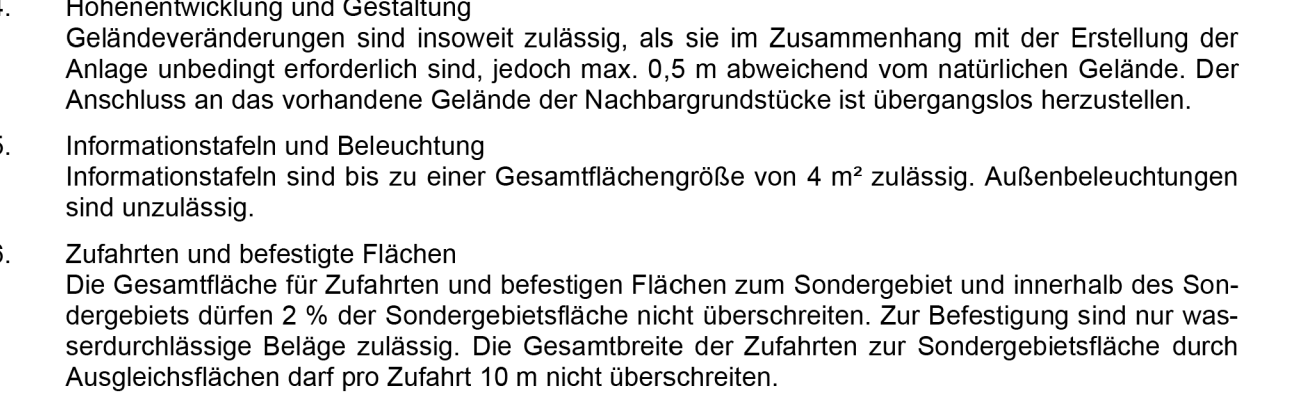 4. Höhenentwicklung und Gestaltung
Geländeveränderungen sind insoweit zulässig, als sie im Zusammenhang mit der Erstellung der
Anlage unbedingt erforderlich sind, jedoch max. 0,5 m abweichend vom natürlichen Gelände. Der
Anschluss an das vorhandene Gelände der Nachbargrundstücke ist übergangslos herzustellen.
5. Informationstafeln und Beleuchtung
Informationstafeln sind bis zu einer Gesamtflächengröße von 4 m² zulässig. Außenbeleuchtungen
sind unzulässig.
6. Zufahrten und befestigte Flächen
Die Gesamtfläche für Zufahrten und befestigen Flächen zum Sondergebiet und innerhalb des Son-
dergebiets dürfen 2 % der Sondergebietsfläche nicht überschreiten. Zur Befestigung sind nur was-
serdurchlässige Beläge zulässig. Die Gesamtbreite der Zufahrten zur Sondergebietsfläche durch
Ausgleichsflächen darf pro Zufahrt 10 m nicht überschreiten.